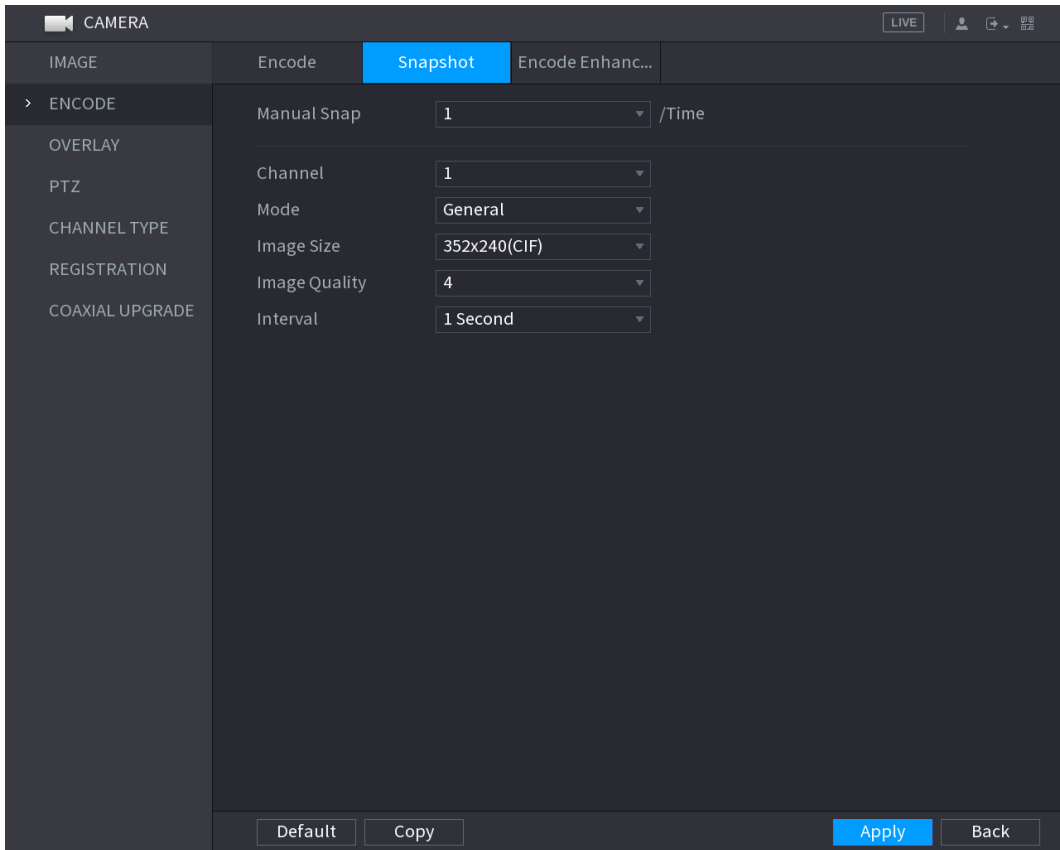 CAMERA
LIVE
IMAGE
ENCODE
OVERLAY
PTZ
CHANNEL TYPE
REGISTRATION
COAXIAL UPGRADE
Encode Snapshot Encode Enhanc...
Manual Snap 1 /Time
Channel 1
Mode General
Image Size 352x240(CIF)
Image Quality 4
Interval 1 Second
Default Copy Apply Back